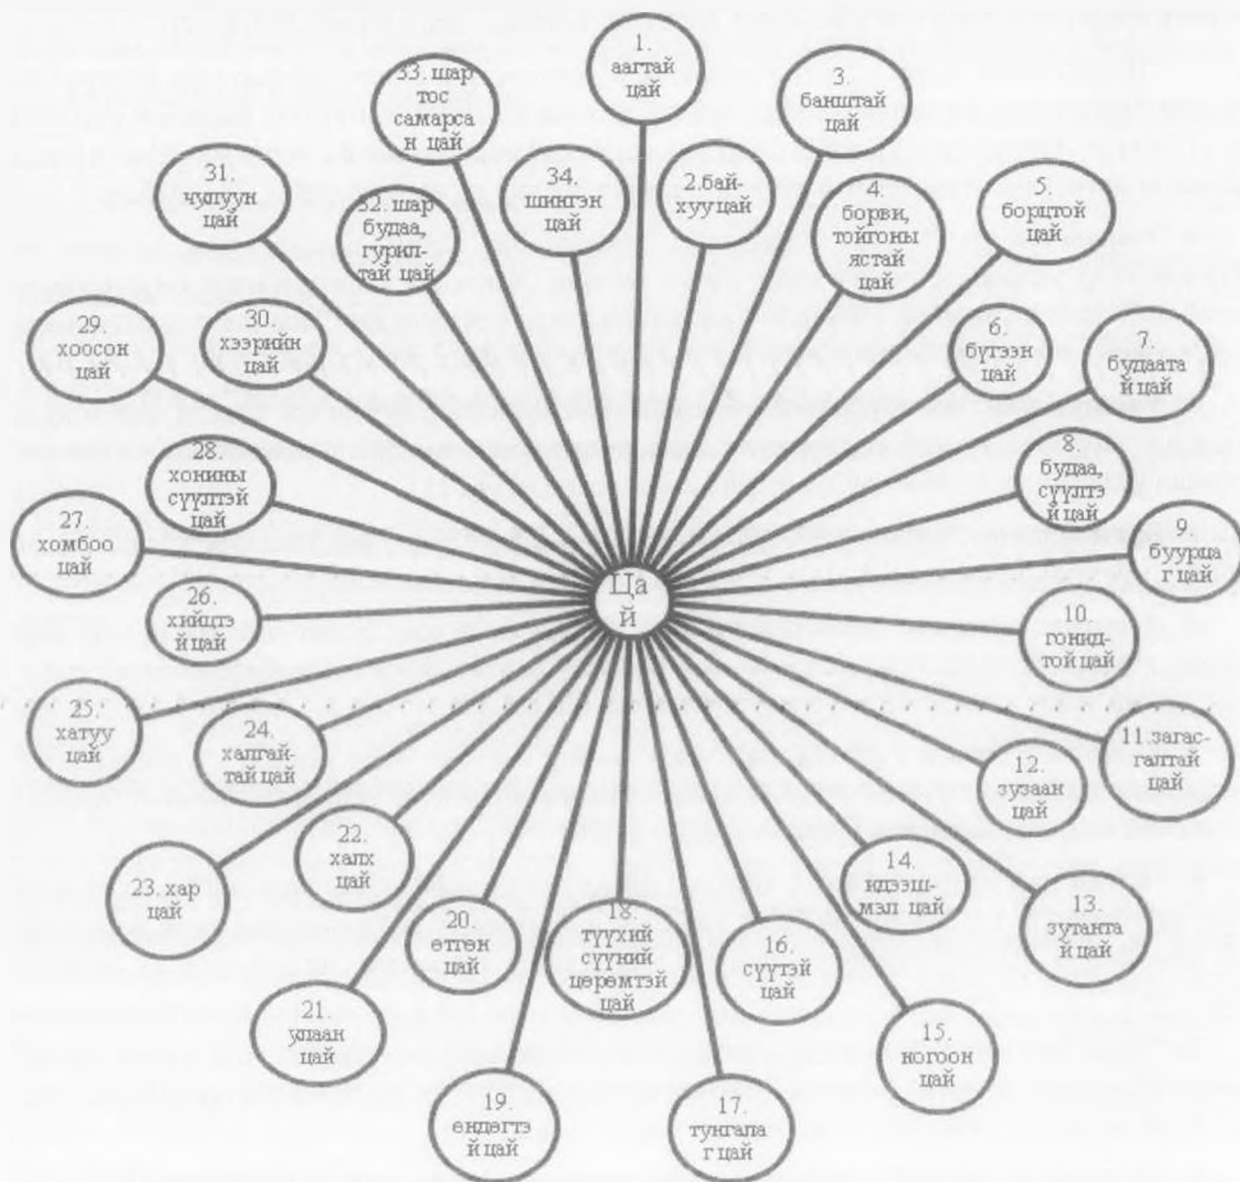 1.
аагтай
цай
2.бай-
хуу цай
3.
банштай
цай
4.
борви,
тойгоны
ястай
цай
5.
борцтой
цай
6.
бүтээн
цай
7.
будаата
й цай
8.
будаа,
сүүлтэ
й цай
9
буурца
г цай
10.
гонид-
той цай
11.загас-
галтай
цай
12.
зузаан
цай
13.
зутанта
й цай
14.
идээш-
мэл цай
15.
ногоон
цай
16.
сүүтэй
цай
17.
тунгала
г цай
18.
түүхий
сүүний
цөрөмтэй
цай
19.
өндөгтэ
й цай
20.
өтгөн
цай
21.
улаан
цай
22.
халх
цай
23. хар
цай
24.
халгай-
тай цай
25.
хатуу
цай
26.
хийцтэ
й цай
27.
хомбоо
цай
28.
хонины
сүүлтэй
цай
29.
хоосон
цай
30.
хээрийн
цай
31.
чулуун
цай
32. шар
будаа,
гурил-
тай цай
33. шар
тос
самарса
н цай
34.
шингэн
цай
Ца
й